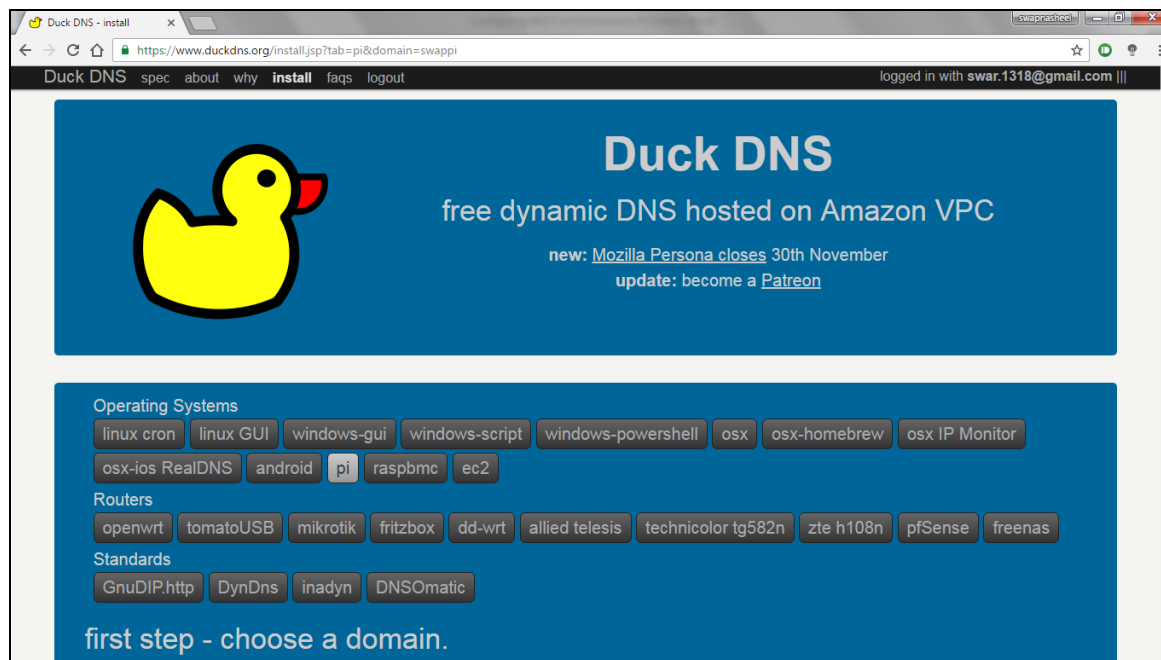 Duck DNS - install
swapnasheel
https://www.duckdns.org/install.jsp?tab=pi&domain=swappi
Duck DNS spec about why install faqs logout logged in with swar.1318@gmail.com |||
Duck DNS
free dynamic DNS hosted on Amazon VPC
new: Mozilla Persona closes 30th November
update: become a Patreon
Operating Systems
linux cron linux GUI windows-gui windows-script windows-powershell osx osx-homebrew osx IP Monitor
osx-ios RealDNS android pi raspbmc ec2
Routers
openwrt tomatoUSB mikrotik fritzbox dd-wrt allied telesis technicolor tg582n zte h108n pfSense freenas
Standards
GnuDIP.http DynDns inadyn DNSOmatic
first step - choose a domain.